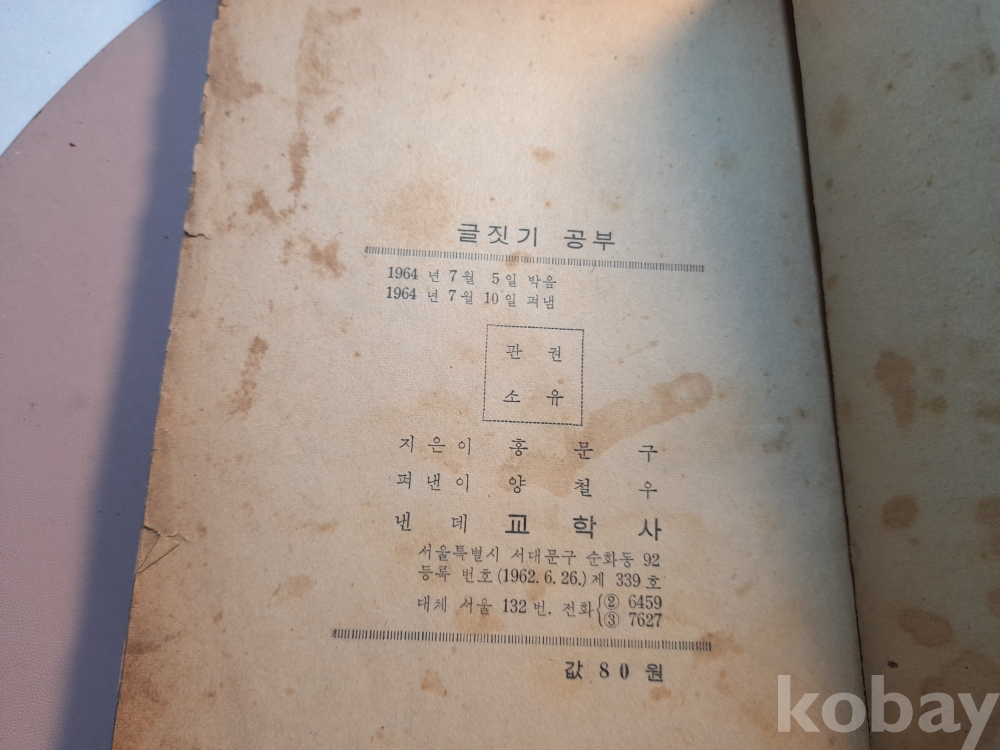 글짓기 공부
1964 년 7 월 5 일 박음
1964 년 7 월 10 일 펴냄
판 권
소 유
지 은 이 홍 문 구
펴 낸 이 양 철 우
낸 데 교 학 사
서울특별시 서대문구 순화동 92
등록 번호 (1962. 6. 26.) 제 339 호
대체 서울 132 번. 전화 { ② 6459
③ 7627
값 8 0 원
kobay